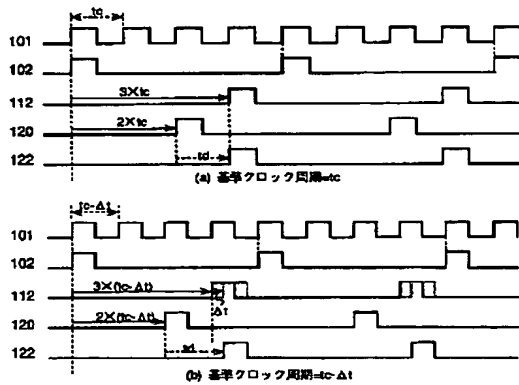 tc
101
102
3×tc
112
2×tc
120
td
122
(a) 基準クロック周期=tc
tc-Δt
101
102
3×(tc-Δt)
112
Δt
2×(tc-Δt)
120
td
122
(b) 基準クロック周期=tc-Δt